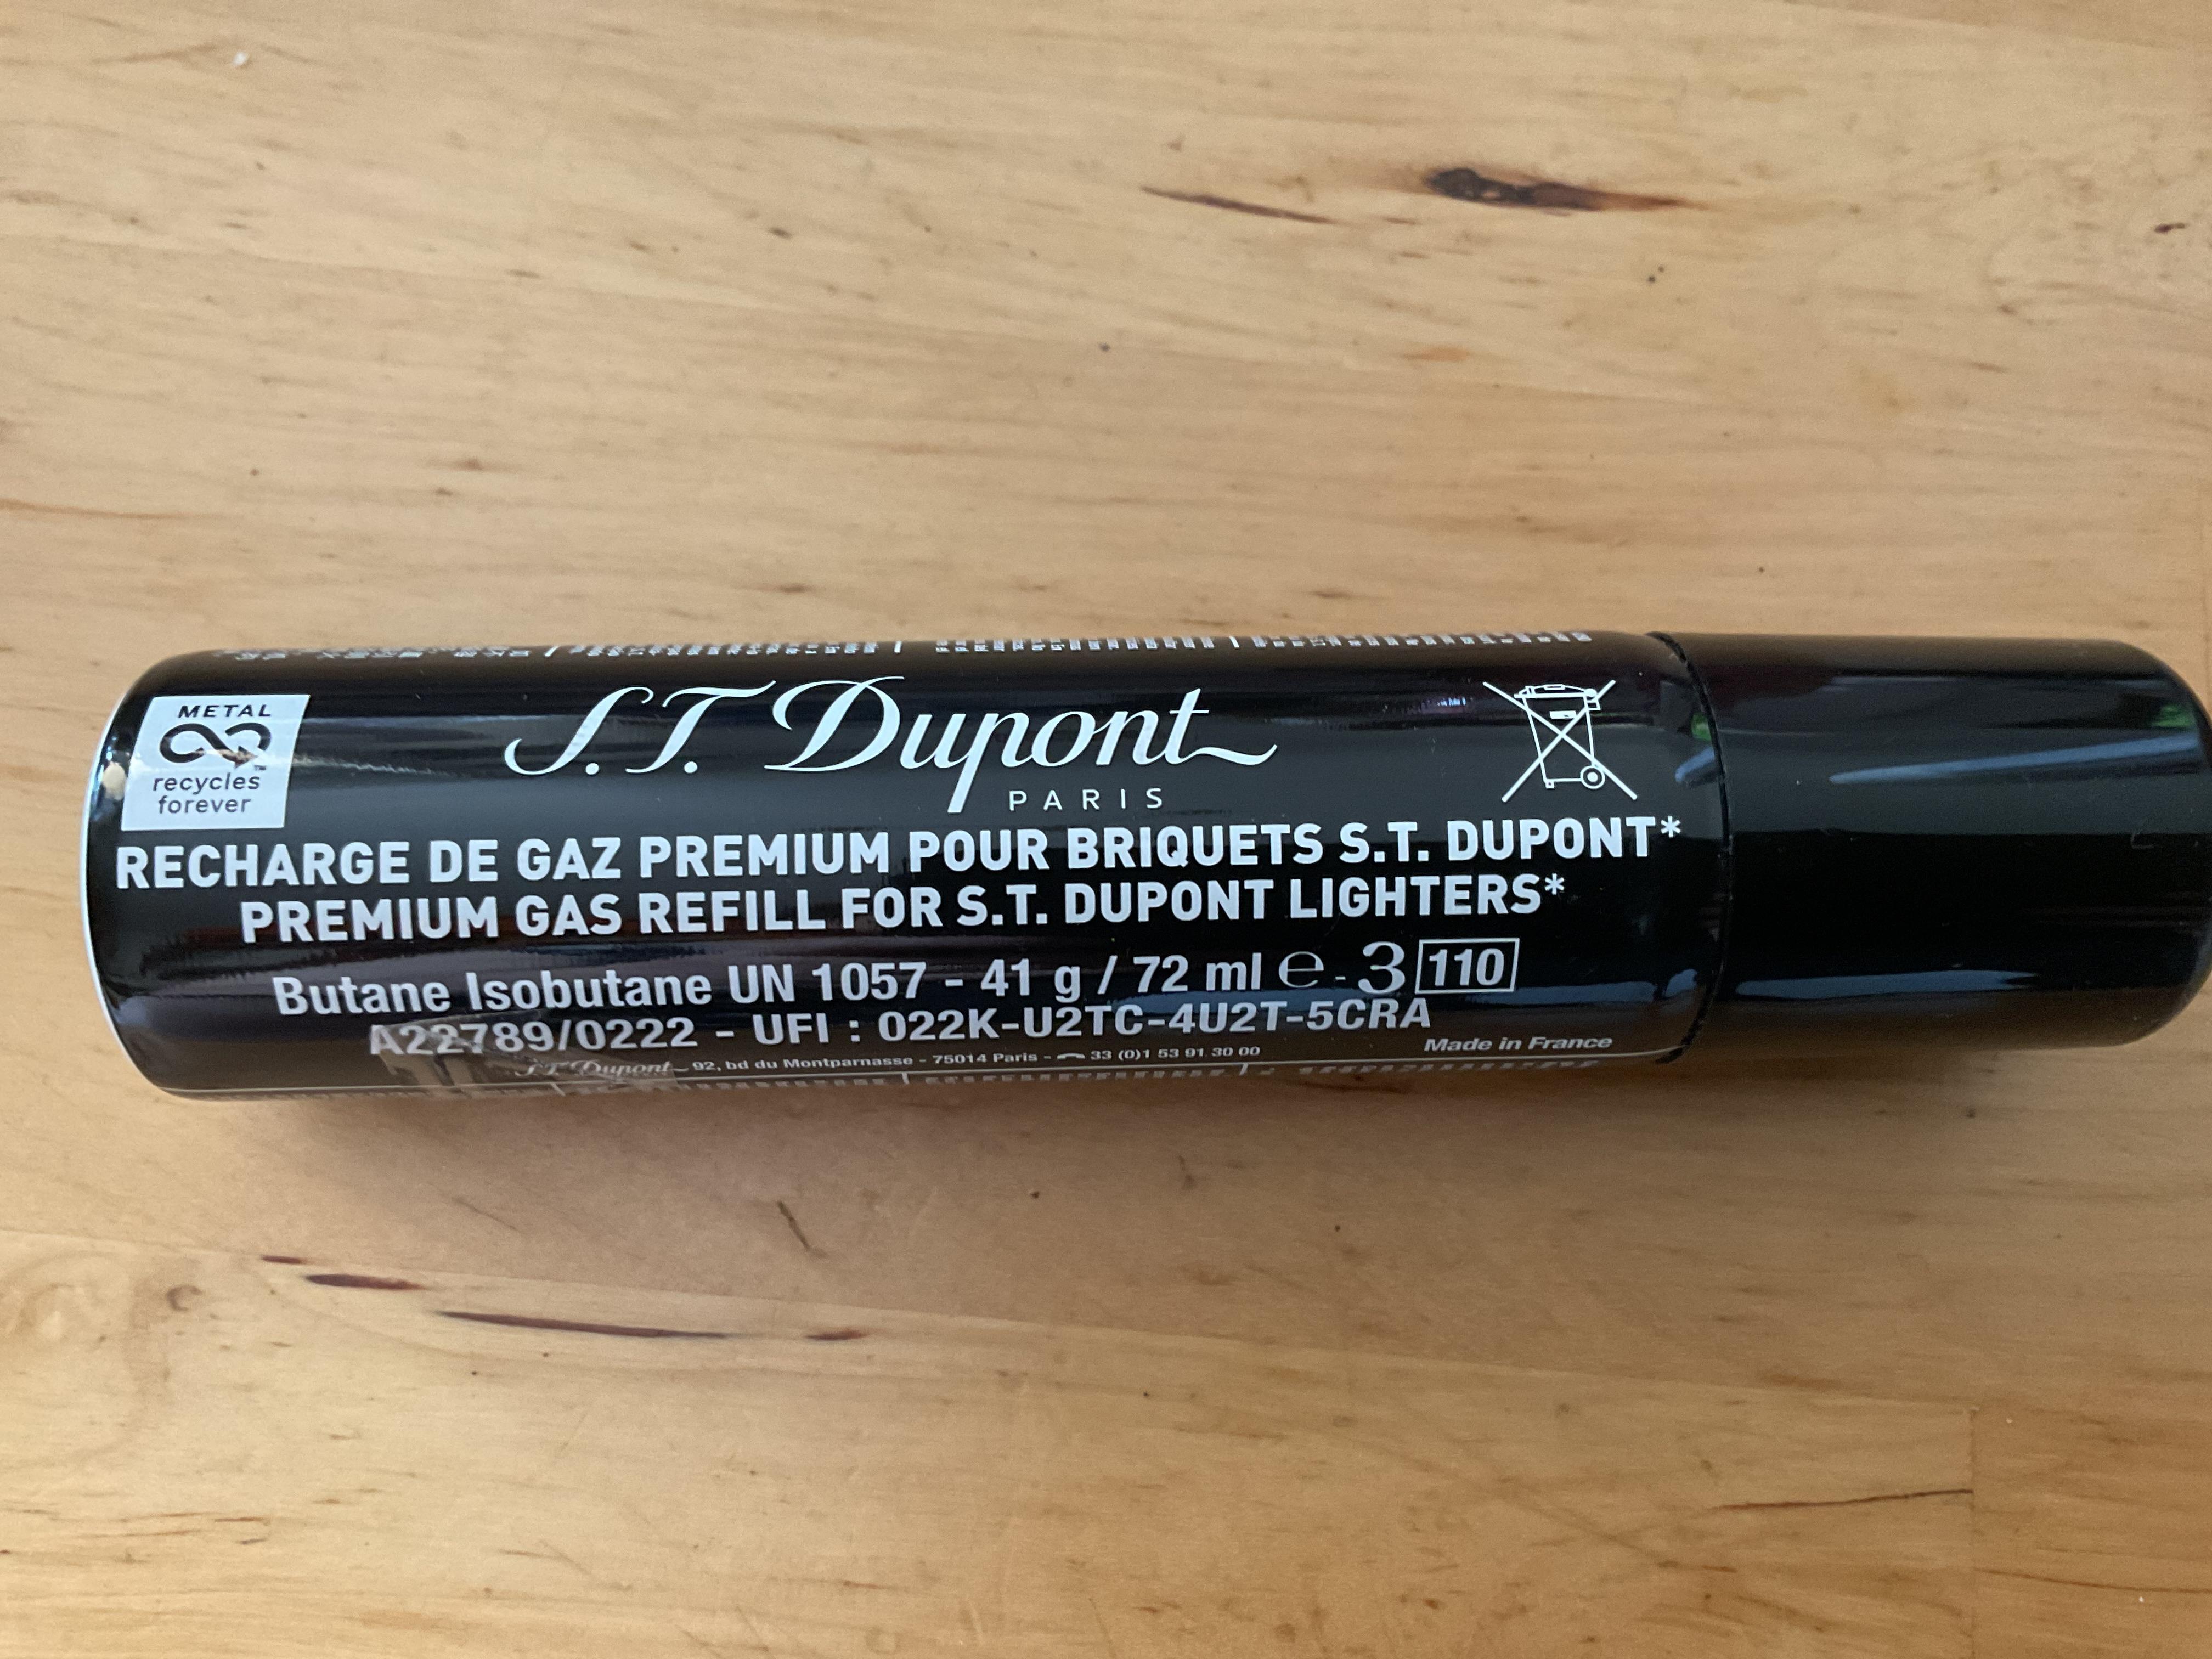 METAL
recycles
forever
S.T. Dupont
PARIS
RECHARGE DE GAZ PREMIUM POUR BRIQUETS S.T. DUPONT*
PREMIUM GAS REFILL FOR S.T. DUPONT LIGHTERS*
Butane Isobutane UN 1057 - 41 g / 72 ml ℮ - 3 110
A22789/0222 - UFI : 022K-U2TC-4U2T-5CRA
Made in France
S.T. Dupont 92, bd du Montparnasse - 75014 Paris - 33 (0)1 53 91 30 00